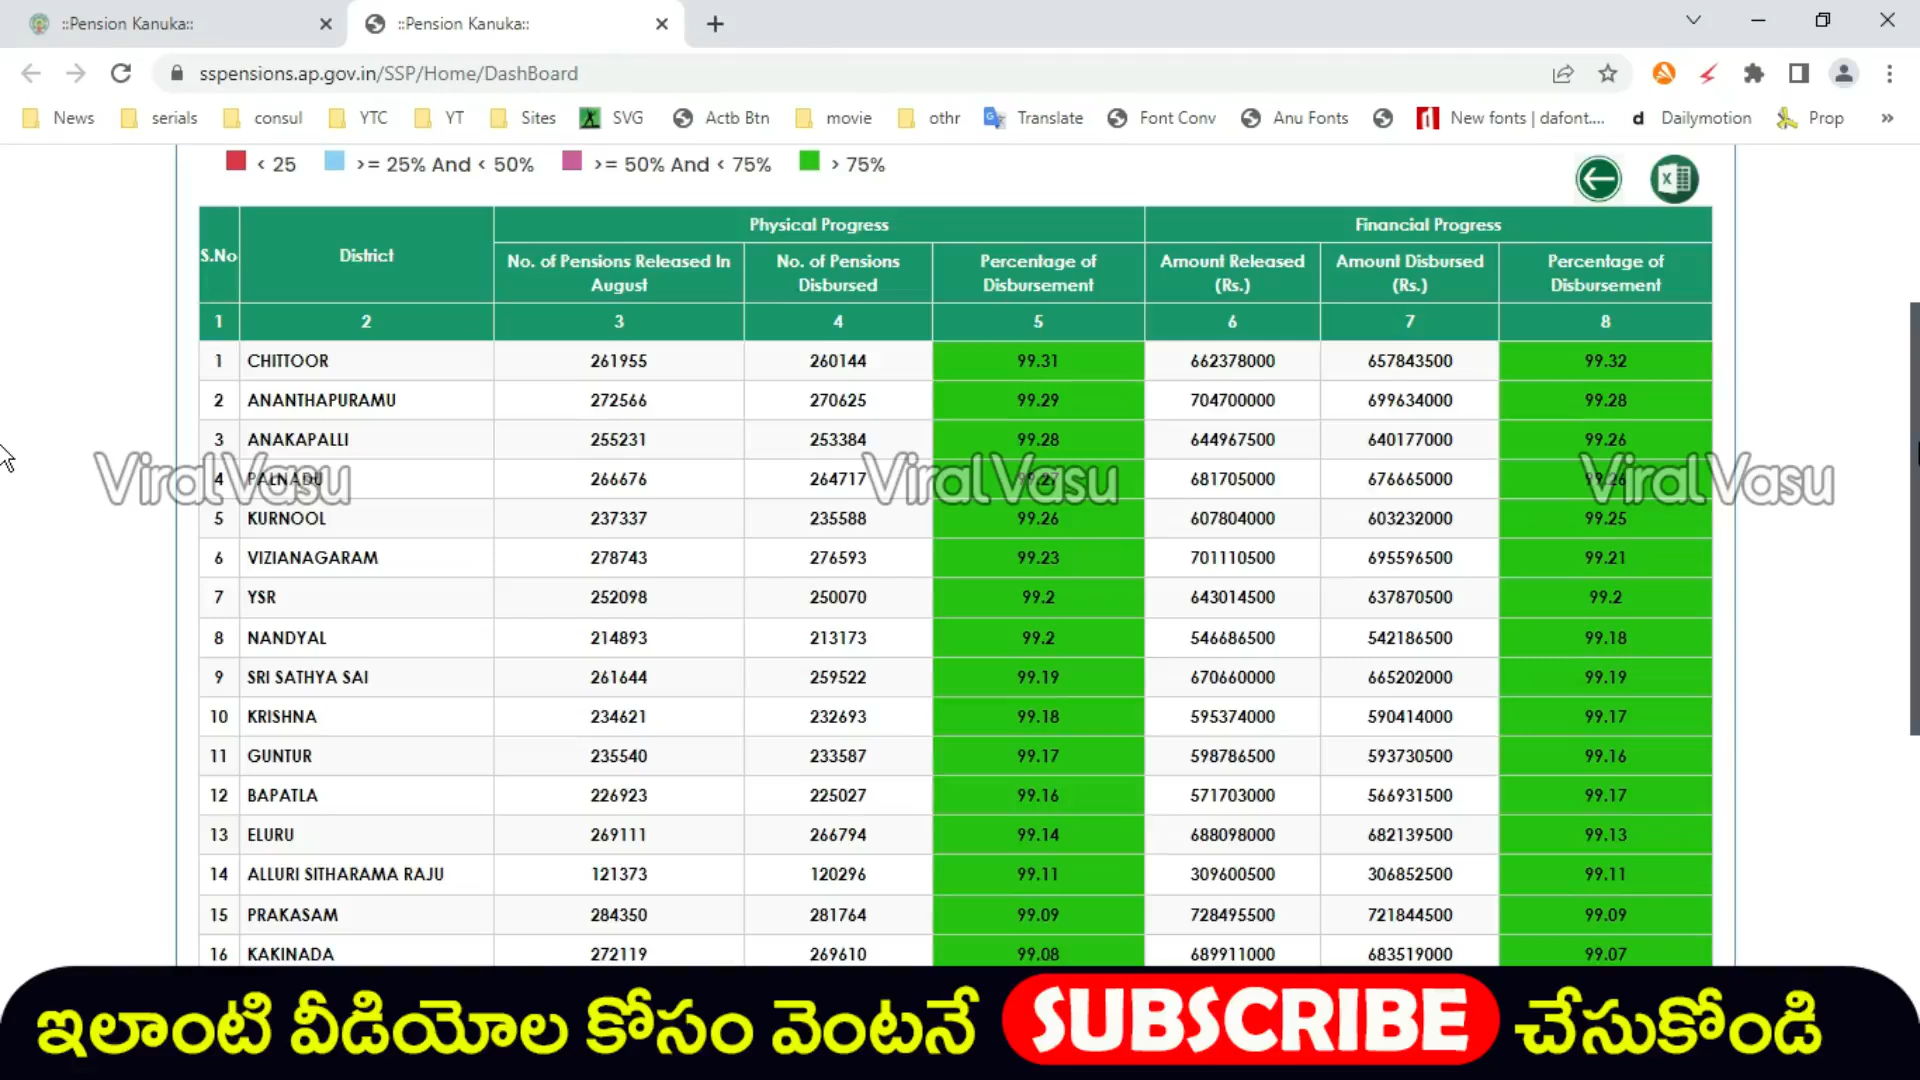 ::Pension Kanuka::
::Pension Kanuka::
sspensions.ap.gov.in/SSP/Home/DashBoard
News serials consul YTC YT Sites SVG Actb Btn movie othr Translate Font Conv Anu Fonts New fonts | dafont.... d Dailymotion Prop »
< 25 >= 25% And < 50% >= 50% And < 75% > 75%
S.No District Physical Progress Financial Progress
No. of Pensions Released In August No. of Pensions Disbursed Percentage of Disbursement Amount Released (Rs.) Amount Disbursed (Rs.) Percentage of Disbursement
1 2 3 4 5 6 7 8
1 CHITTOOR 261955 260144 99.31 662378000 657843500 99.32
2 ANANTHAPURAMU 272566 270625 99.29 704700000 699634000 99.28
3 ANAKAPALLI 255231 253384 99.28 644967500 640177000 99.26
4 PALNADU 266676 264717 99.27 681705000 676665000 99.26
ViralVasu ViralVasu ViralVasu
5 KURNOOL 237337 235588 99.26 607804000 603232000 99.25
6 VIZIANAGARAM 278743 276593 99.23 701110500 695596500 99.21
7 YSR 252098 250070 99.2 643014500 637870500 99.2
8 NANDYAL 214893 213173 99.2 546686500 542186500 99.18
9 SRI SATHYA SAI 261644 259522 99.19 670660000 665202000 99.19
10 KRISHNA 234621 232693 99.18 595374000 590414000 99.17
11 GUNTUR 235540 233587 99.17 598786500 593730500 99.16
12 BAPATLA 226923 225027 99.16 571703000 566931500 99.17
13 ELURU 269111 266794 99.14 688098000 682139500 99.13
14 ALLURI SITHARAMA RAJU 121373 120296 99.11 309600500 306852500 99.11
15 PRAKASAM 284350 281764 99.09 728495500 721844500 99.09
16 KAKINADA 272119 269610 99.08 689911000 683519000 99.07
ఇలాంటి వీడియోల కోసం వెంటనే SUBSCRIBE చేసుకోండి